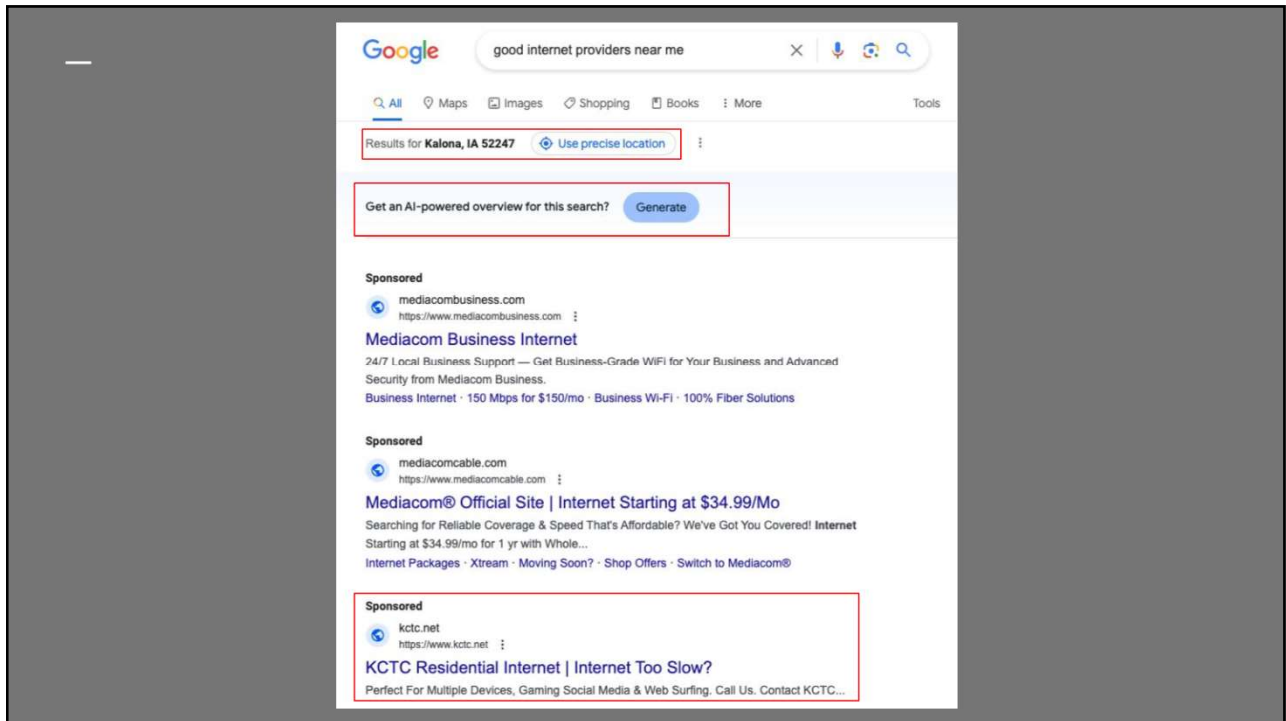 Google
good internet providers near me
All Maps Images Shopping Books More Tools
Results for Kalona, IA 52247 Use precise location
Get an AI-powered overview for this search? Generate
Sponsored
mediacombusiness.com
https://www.mediacombusiness.com
Mediacom Business Internet
24/7 Local Business Support — Get Business-Grade WiFi for Your Business and Advanced
Security from Mediacom Business.
Business Internet · 150 Mbps for $150/mo · Business Wi-Fi · 100% Fiber Solutions
Sponsored
mediacomcable.com
https://www.mediacomcable.com
Mediacom® Official Site | Internet Starting at $34.99/Mo
Searching for Reliable Coverage & Speed That's Affordable? We've Got You Covered! Internet
Starting at $34.99/mo for 1 yr with Whole...
Internet Packages · Xtream · Moving Soon? · Shop Offers · Switch to Mediacom®
Sponsored
kctc.net
https://www.kctc.net
KCTC Residential Internet | Internet Too Slow?
Perfect For Multiple Devices, Gaming Social Media & Web Surfing. Call Us. Contact KCTC...